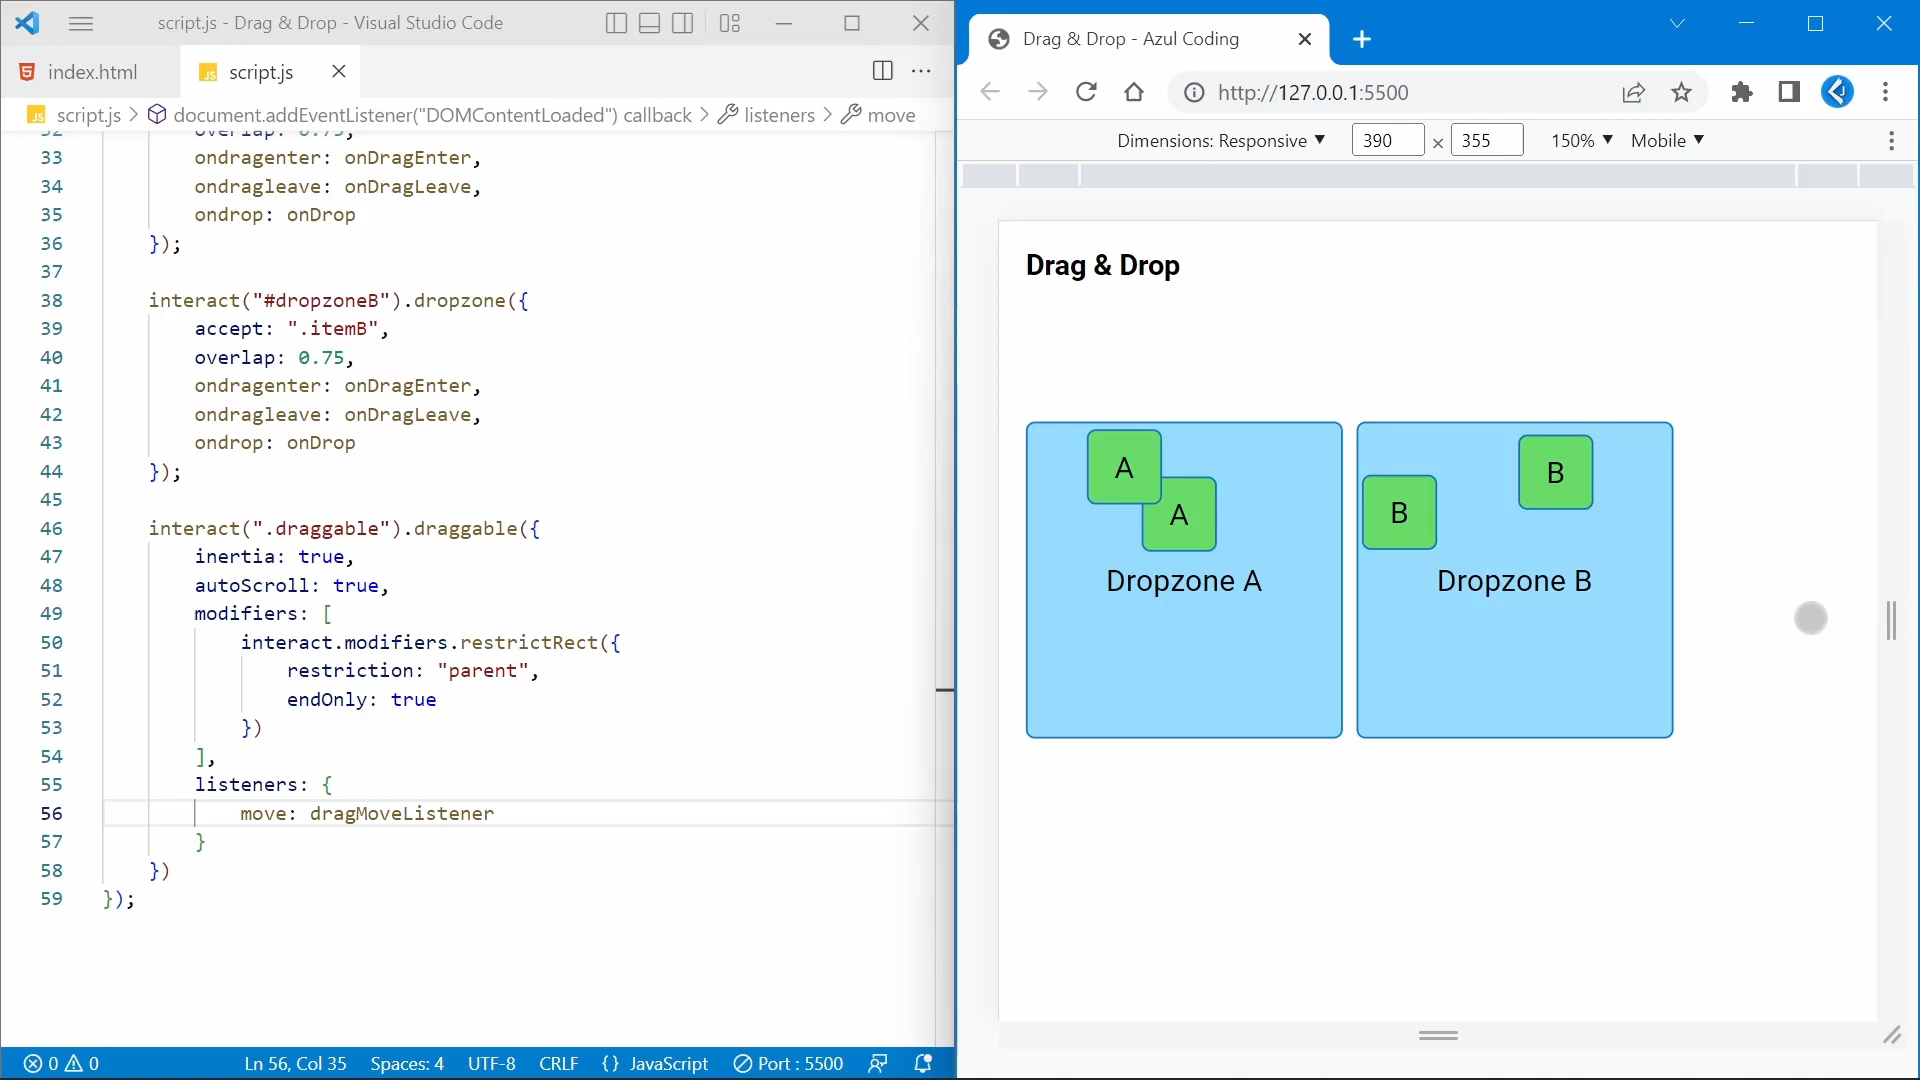 script.js - Drag & Drop - Visual Studio Code
index.html
JS script.js
JS script.js > document.addEventListener("DOMContentLoaded") callback > listeners > move
32 overlap: 0.75,
33 ondragenter: onDragEnter,
34 ondragleave: onDragLeave,
35 ondrop: onDrop
36 });
37
38 interact("#dropzoneB").dropzone({
39 accept: ".itemB",
40 overlap: 0.75,
41 ondragenter: onDragEnter,
42 ondragleave: onDragLeave,
43 ondrop: onDrop
44 });
45
46 interact(".draggable").draggable({
47 inertia: true,
48 autoScroll: true,
49 modifiers: [
50 interact.modifiers.restrictRect({
51 restriction: "parent",
52 endOnly: true
53 })
54 ],
55 listeners: {
56 move: dragMoveListener
57 }
58 })
59 });
0 0 Ln 56, Col 35 Spaces: 4 UTF-8 CRLF {} JavaScript Port : 5500
Drag & Drop - Azul Coding
http://127.0.0.1:5500
Dimensions: Responsive ▼ 390 × 355 150% ▼ Mobile ▼
Drag & Drop
A
A
Dropzone A
B
B
Dropzone B